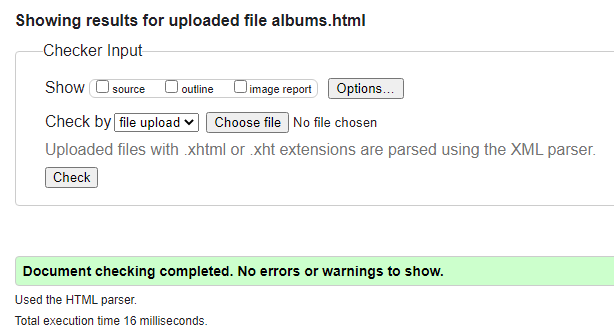 Showing results for uploaded file albums.html
Checker Input
Show source outline image report Options...
Check by file upload Choose file No file chosen
Uploaded files with .xhtml or .xht extensions are parsed using the XML parser.
Check
Document checking completed. No errors or warnings to show.
Used the HTML parser.
Total execution time 16 milliseconds.